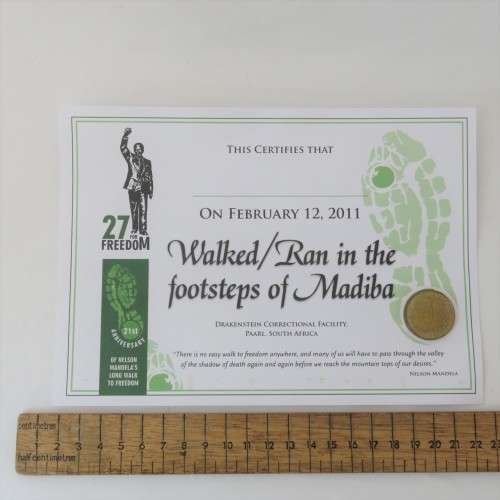 THIS CERTIFIES THAT
ON FEBRUARY 12, 2011
Walked/Ran in the
footsteps of Madiba
DRAKENSTEIN CORRECTIONAL FACILITY,
PAARL, SOUTH AFRICA
"There is no easy walk to freedom anywhere, and many of us will have to pass through the valley
of the shadow of death again and again before we reach the mountain tops of our desires."
NELSON MANDELA
27 FOR
FREEDOM
21st
ANNIVERSARY
OF NELSON
MANDELA'S
LONG WALK
TO FREEDOM
centimetres
1 2 3 4 5 6 7 8 9 10 11 12 13 14 15 16 17 18 19 20 21 22 23
half centimetres